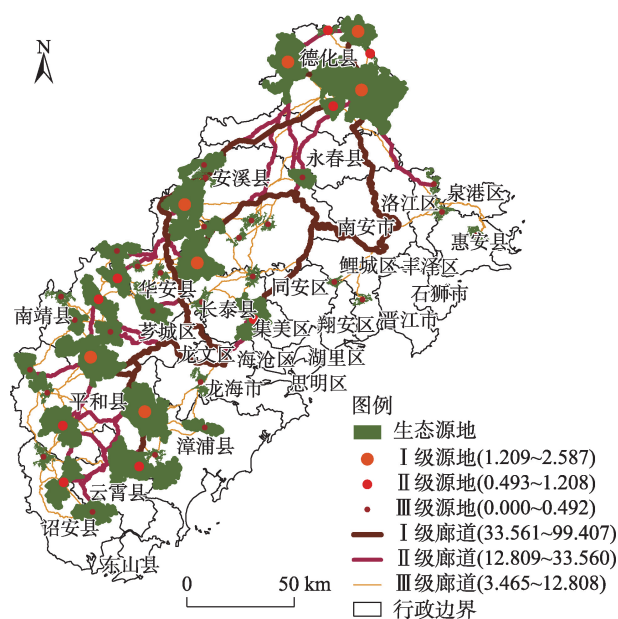 N
德化县
永春县
安溪县
洛江区
泉港区
南安市
惠安县
鲤城区
丰泽区
华安县
同安区
石狮市
长泰县
南靖县
芗城区
集美区
翔安区
晋江市
龙文区
海沧区
湖里区
龙海市
思明区
平和县
漳浦县
云霄县
诏安县
东山县
图例
生态源地
Ⅰ级源地(1.209~2.587)
Ⅱ级源地(0.493~1.208)
Ⅲ级源地(0.000~0.492)
Ⅰ级廊道(33.561~99.407)
Ⅱ级廊道(12.809~33.560)
Ⅲ级廊道(3.465~12.808)
行政边界
0 50 km